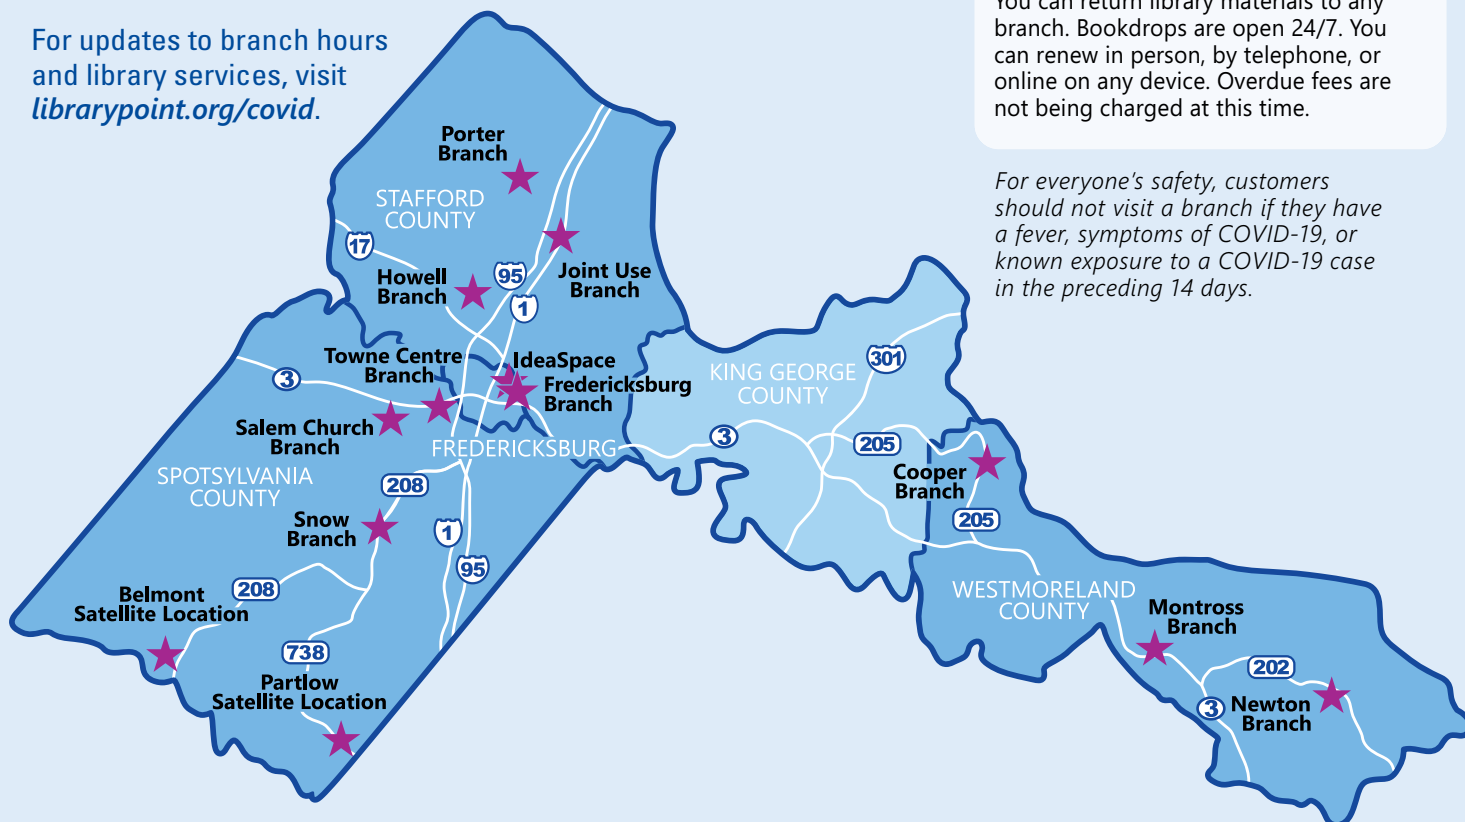 For updates to branch hours
and library services, visit
librarypoint.org/covid.
You can return library materials to any
branch. Bookdrops are open 24/7. You
can renew in person, by telephone, or
online on any device. Overdue fees are
not being charged at this time.
For everyone’s safety, customers
should not visit a branch if they have
a fever, symptoms of COVID-19, or
known exposure to a COVID-19 case
in the preceding 14 days.
Porter
Branch
STAFFORD
COUNTY
17
95
Joint Use
Branch
Howell
Branch
1
Towne Centre
Branch
IdeaSpace
Fredericksburg
Branch
3
Salem Church
Branch
FREDERICKSBURG
SPOTSYLVANIA
COUNTY
208
Snow
Branch
1
95
208
Belmont
Satellite Location
738
Partlow
Satellite Location
301
KING GEORGE
COUNTY
3
205
Cooper
Branch
205
WESTMORELAND
COUNTY
Montross
Branch
202
3
Newton
Branch